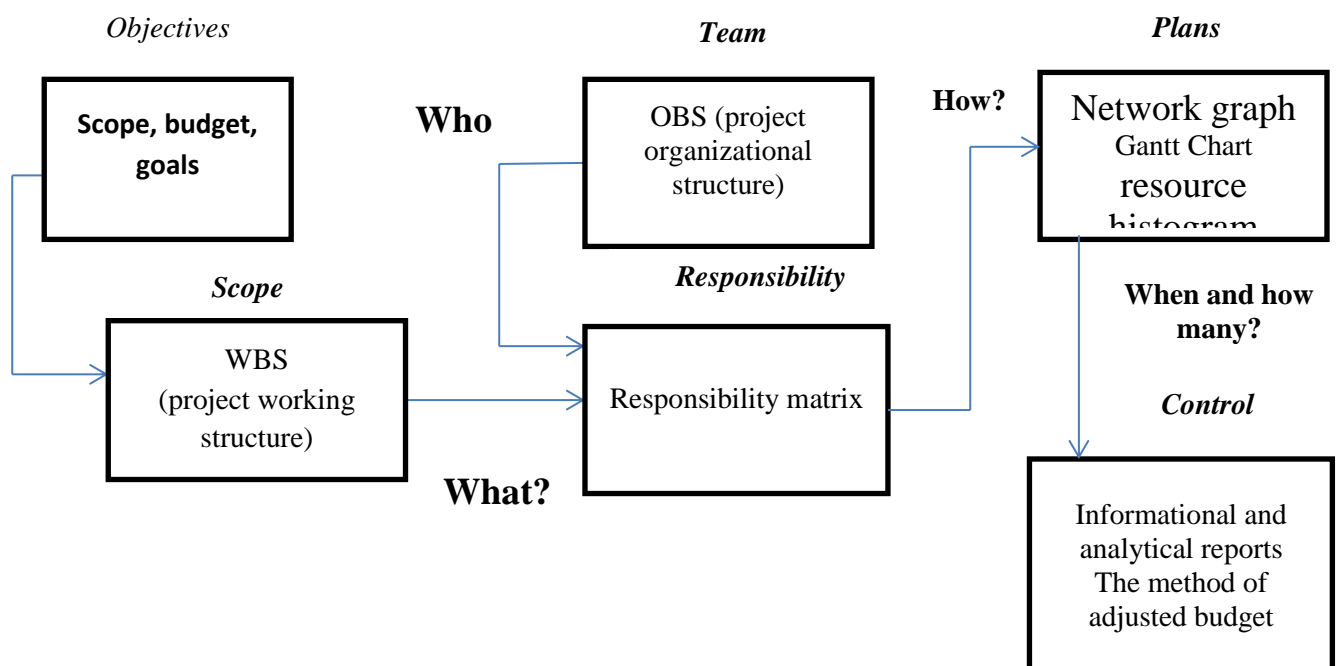 Objectives
Scope, budget,
goals
Scope
WBS
(project working
structure)
Who
What?
Team
OBS (project
organizational
structure)
Responsibility
Responsibility matrix
How?
Plans
Network graph
Gantt Chart
resource
histogram
When and how
many?
Control
Informational and
analytical reports
The method of
adjusted budget